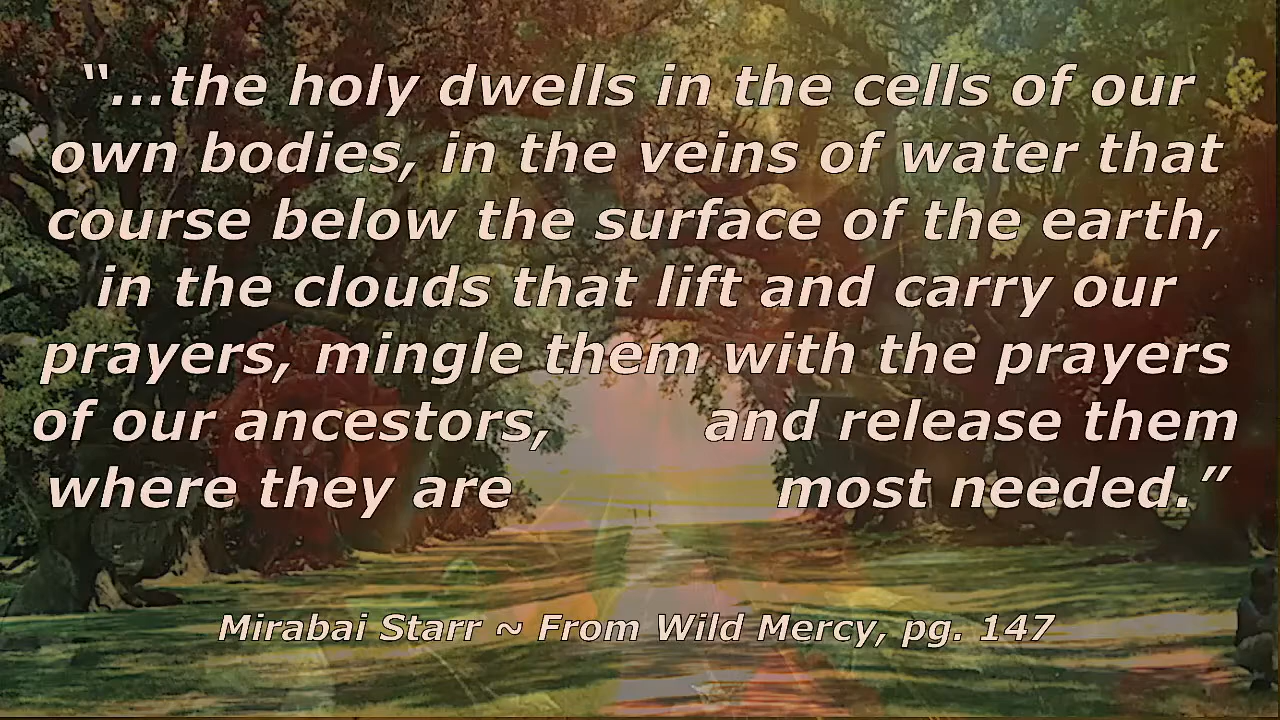 “...the holy dwells in the cells of our
own bodies, in the veins of water that
course below the surface of the earth,
in the clouds that lift and carry our
prayers, mingle them with the prayers
of our ancestors, and release them
where they are most needed.”
Mirabai Starr ~ From Wild Mercy, pg. 147